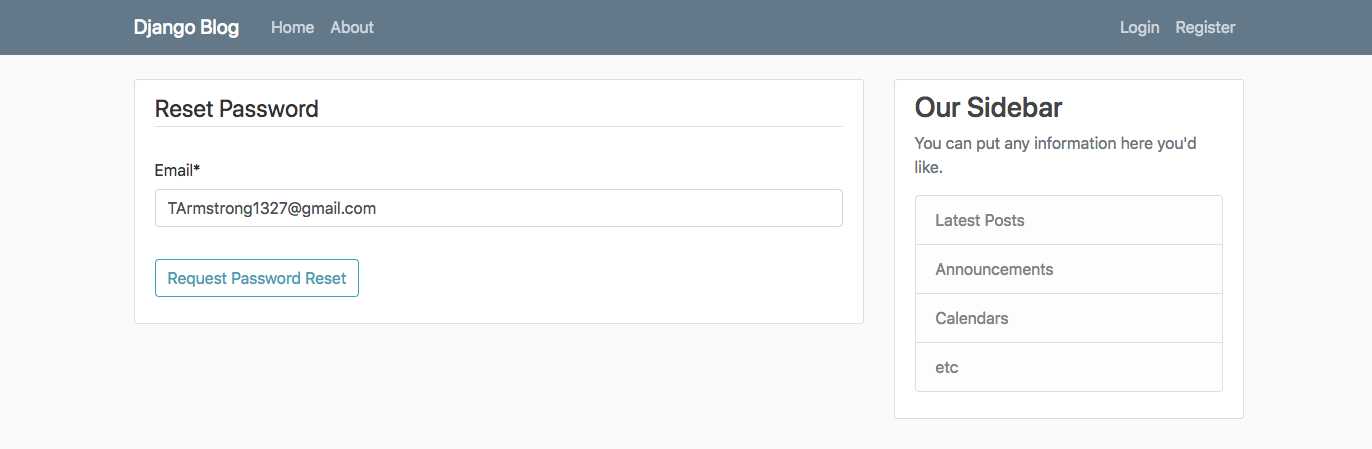 Django Blog Home About Login Register
Reset Password
Email*
TArmstrong1327@gmail.com
Request Password Reset
Our Sidebar
You can put any information here you'd
like.
Latest Posts
Announcements
Calendars
etc